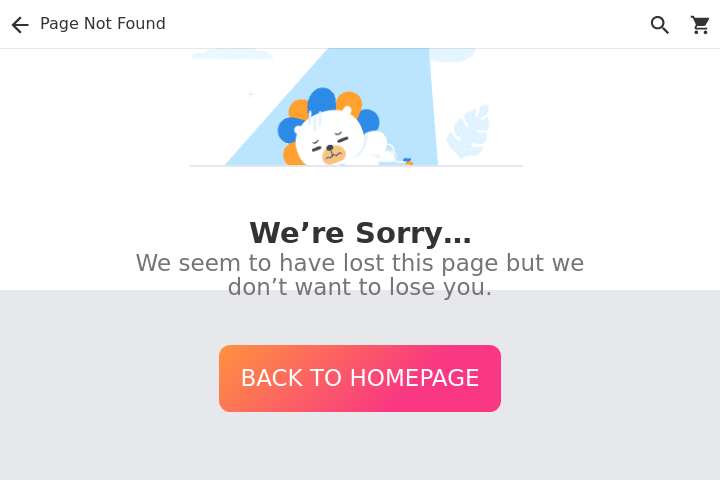 Page Not Found
We’re Sorry...
We seem to have lost this page but we
don’t want to lose you.
BACK TO HOMEPAGE